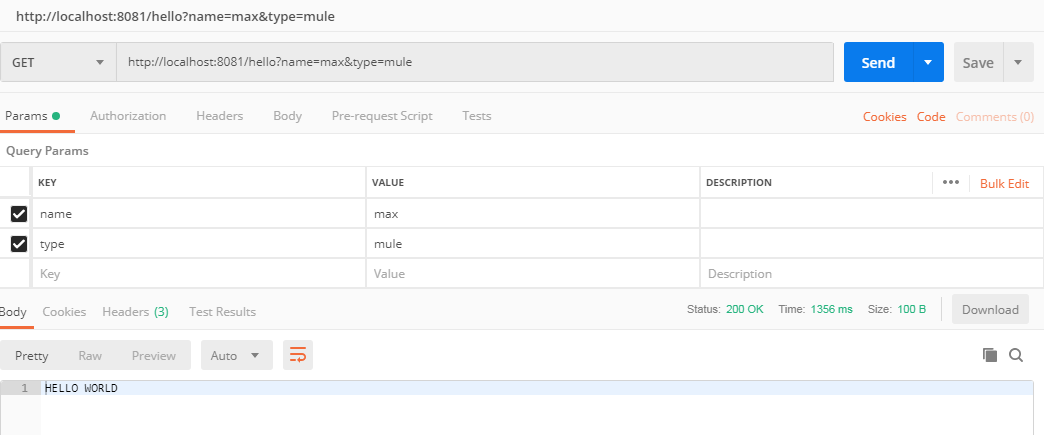 http://localhost:8081/hello?name=max&type=mule
GET http://localhost:8081/hello?name=max&type=mule Send Save
Params Authorization Headers Body Pre-request Script Tests Cookies Code Comments (0)
Query Params
KEY VALUE DESCRIPTION ••• Bulk Edit
name max
type mule
Key Value Description
Body Cookies Headers (3) Test Results Status: 200 OK Time: 1356 ms Size: 100 B Download
Pretty Raw Preview Auto
1 HELLO WORLD